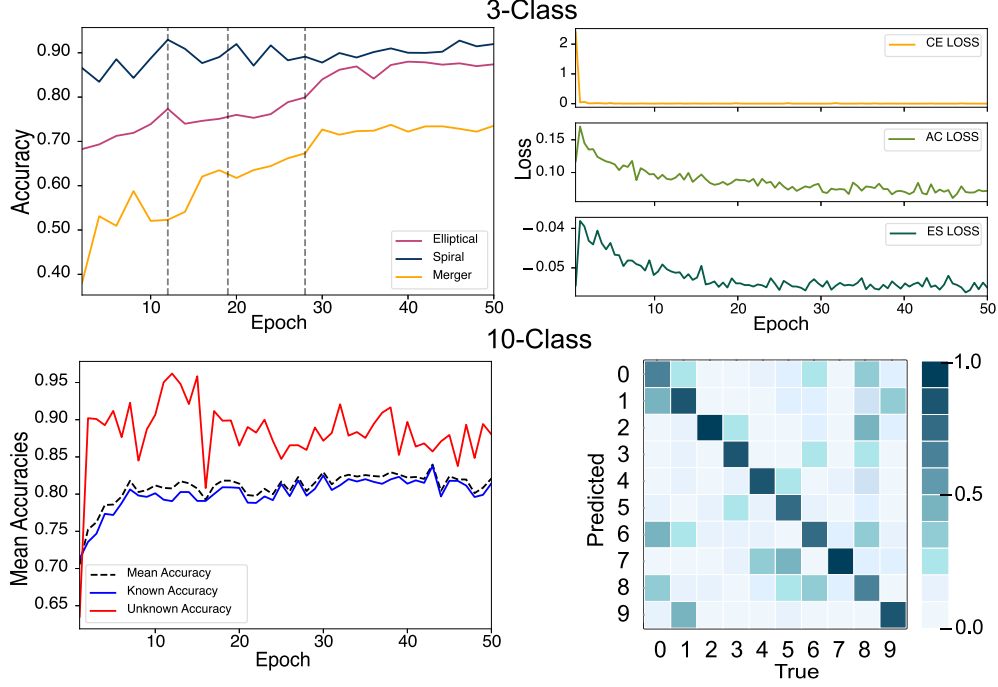 3-Class
Accuracy
0.90
0.80
0.70
0.60
0.50
0.40
10
20
30
40
50
Epoch
Elliptical
Spiral
Merger
Loss
2
1
0
CE LOSS
0.15
0.10
AC LOSS
−0.04
−0.05
ES LOSS
10
20
30
40
50
Epoch
10-Class
Mean Accuracies
0.95
0.90
0.85
0.80
0.75
0.70
0.65
Mean Accuracy
Known Accuracy
Unknown Accuracy
10
20
30
40
50
Epoch
Predicted
0
1
2
3
4
5
6
7
8
9
0 1 2 3 4 5 6 7 8 9
True
1.0
0.5
0.0